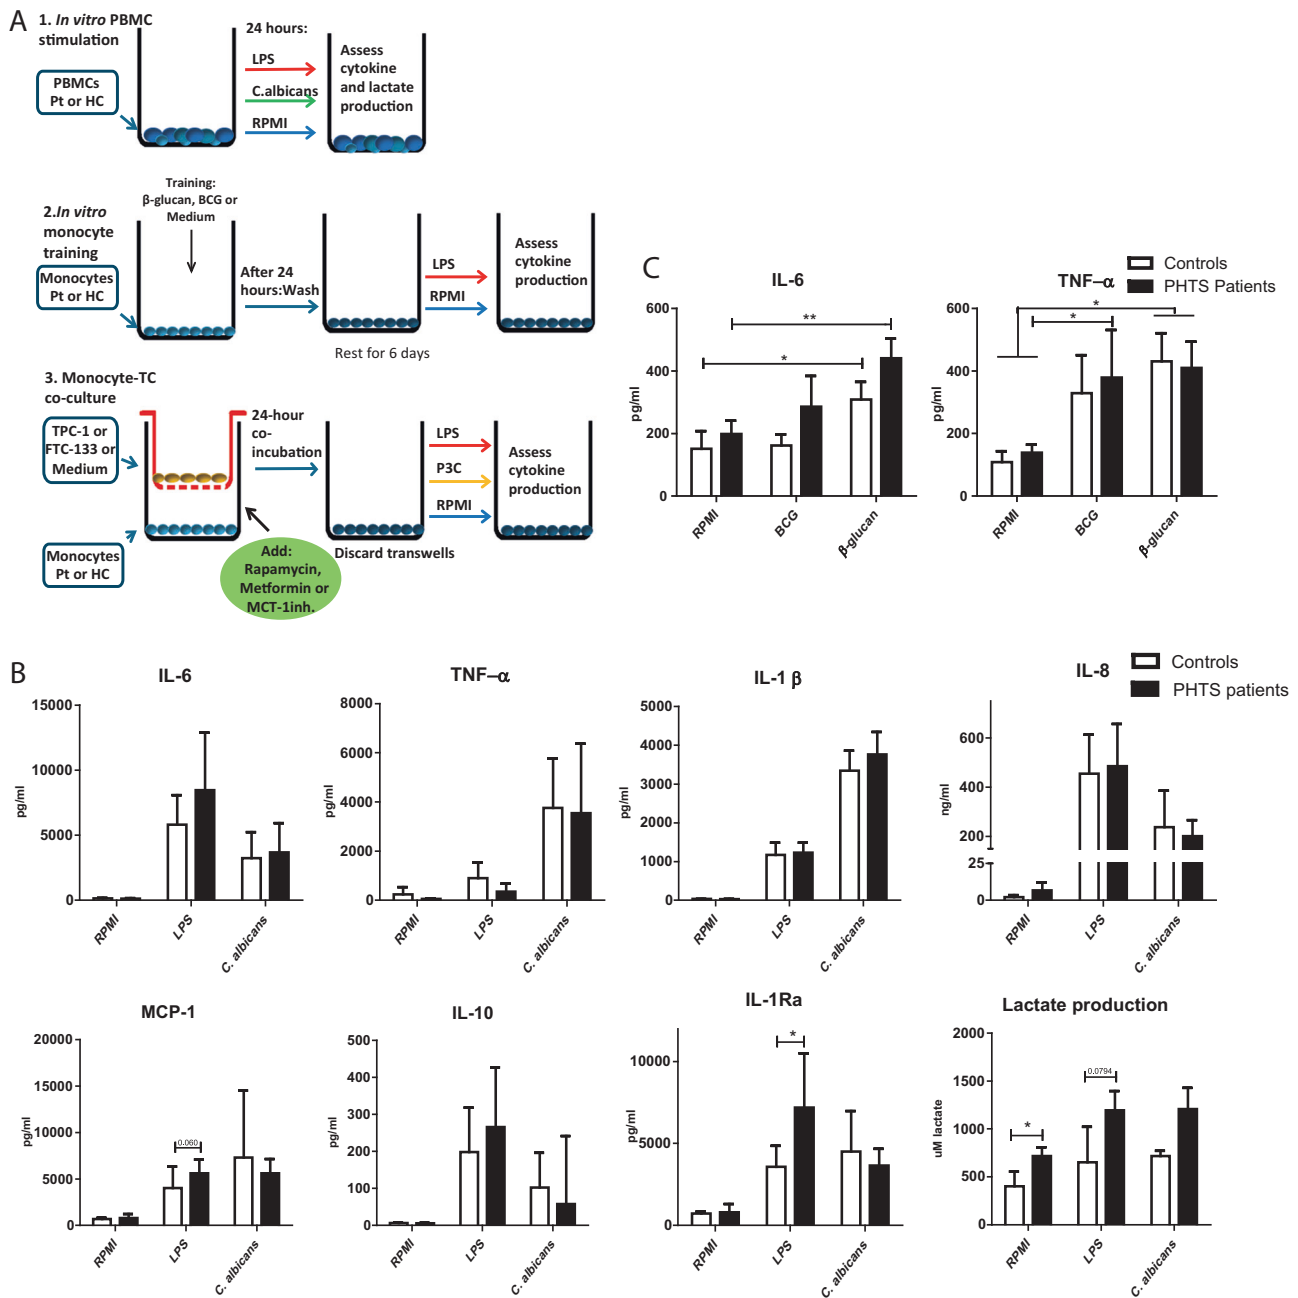 A
1. In vitro PBMC
stimulation
24 hours:
PBMCs
Pt or HC
LPS
C.albicans
RPMI
Assess
cytokine
and lactate
production
Training:
β-glucan, BCG or
Medium
2.In vitro
monocyte
training
Monocytes
Pt or HC
After 24
hours:Wash
LPS
RPMI
Assess
cytokine
production
Rest for 6 days
3. Monocyte-TC
co-culture
TPC-1 or
FTC-133 or
Medium
24-hour
co-
incubation
LPS
P3C
RPMI
Assess
cytokine
production
Monocytes
Pt or HC
Add:
Rapamycin,
Metformin or
MCT-1inh.
Discard transwells
C
Controls
PHTS Patients
IL-6
pg/ml
600
400
200
0
**
*
RPMI
BCG
β-glucan
TNF–α
pg/ml
600
400
200
0
*
*
RPMI
BCG
β-glucan
B
Controls
PHTS patients
IL-6
pg/ml
15000
10000
5000
0
RPMI
LPS
C. albicans
TNF–α
pg/ml
8000
6000
4000
2000
0
RPMI
LPS
C. albicans
IL-1 β
pg/ml
5000
4000
3000
2000
1000
0
RPMI
LPS
C. albicans
IL-8
ng/ml
600
400
200
25
0
RPMI
LPS
C. albicans
MCP-1
pg/ml
20000
15000
10000
5000
0
0.060
RPMI
LPS
C. albicans
IL-10
pg/ml
500
400
300
200
100
0
RPMI
LPS
C. albicans
IL-1Ra
pg/ml
10000
5000
0
*
RPMI
LPS
C. albicans
Lactate production
uM lactate
2000
1500
1000
500
0
*
0.0794
RPMI
LPS
C. albicans